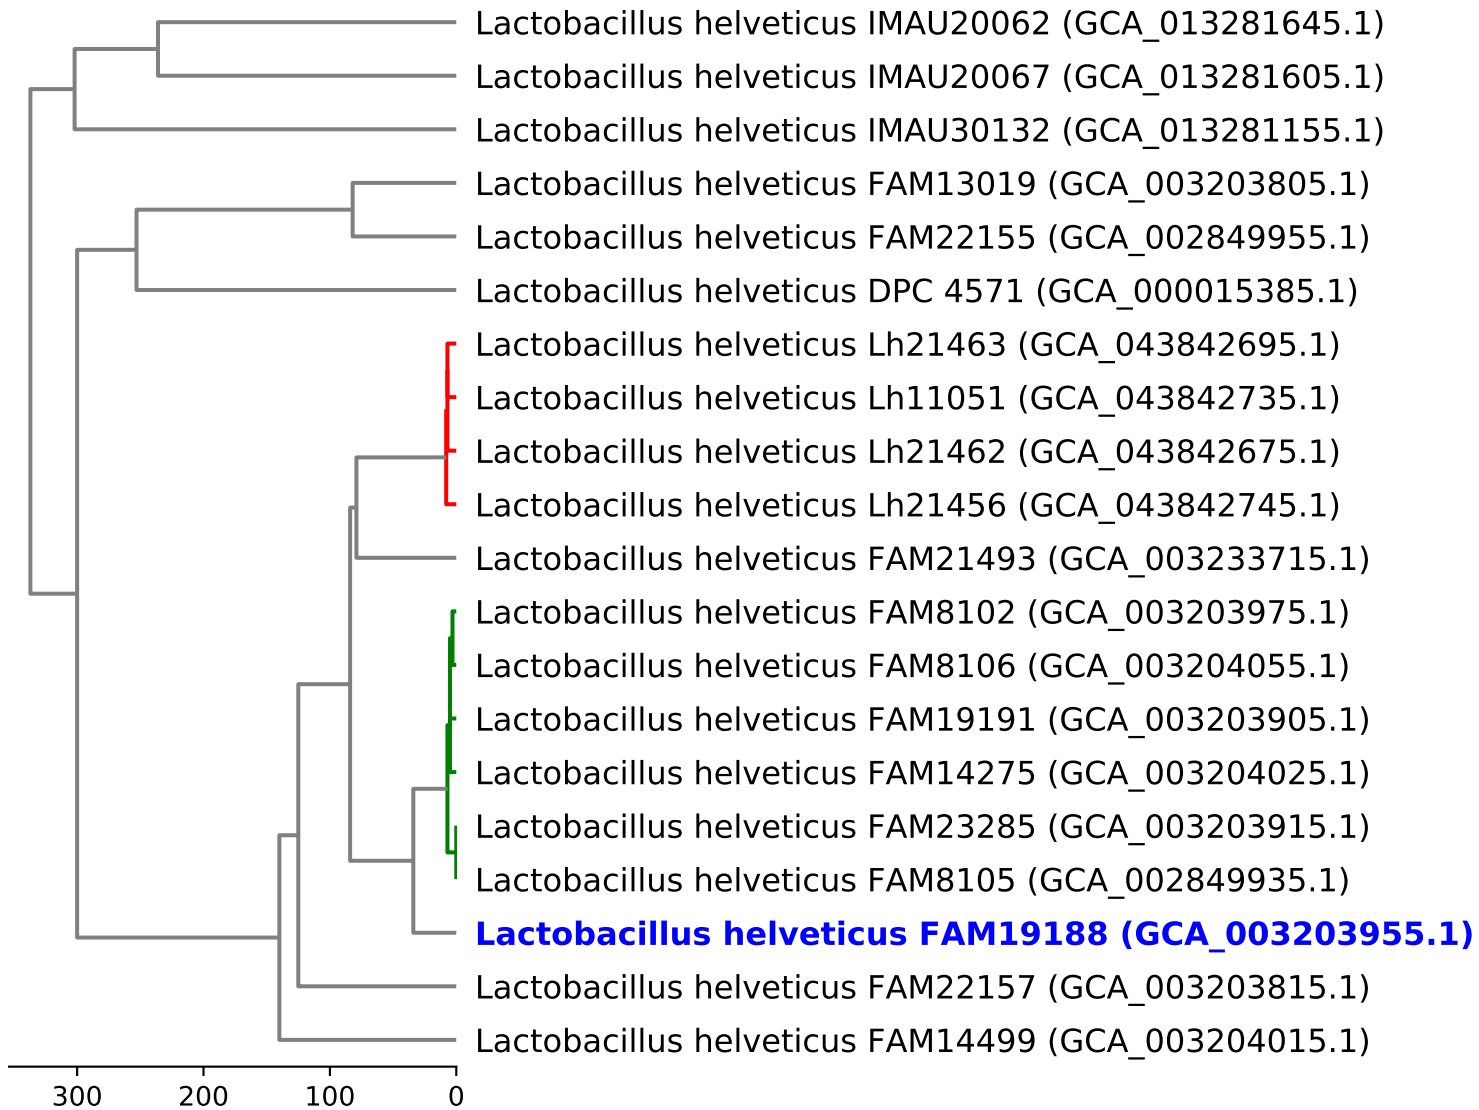 Lactobacillus helveticus IMAU20062 (GCA_013281645.1)
Lactobacillus helveticus IMAU20067 (GCA_013281605.1)
Lactobacillus helveticus IMAU30132 (GCA_013281155.1)
Lactobacillus helveticus FAM13019 (GCA_003203805.1)
Lactobacillus helveticus FAM22155 (GCA_002849955.1)
Lactobacillus helveticus DPC 4571 (GCA_000015385.1)
Lactobacillus helveticus Lh21463 (GCA_043842695.1)
Lactobacillus helveticus Lh11051 (GCA_043842735.1)
Lactobacillus helveticus Lh21462 (GCA_043842675.1)
Lactobacillus helveticus Lh21456 (GCA_043842745.1)
Lactobacillus helveticus FAM21493 (GCA_003233715.1)
Lactobacillus helveticus FAM8102 (GCA_003203975.1)
Lactobacillus helveticus FAM8106 (GCA_003204055.1)
Lactobacillus helveticus FAM19191 (GCA_003203905.1)
Lactobacillus helveticus FAM14275 (GCA_003204025.1)
Lactobacillus helveticus FAM23285 (GCA_003203915.1)
Lactobacillus helveticus FAM8105 (GCA_002849935.1)
Lactobacillus helveticus FAM19188 (GCA_003203955.1)
Lactobacillus helveticus FAM22157 (GCA_003203815.1)
Lactobacillus helveticus FAM14499 (GCA_003204015.1)
300 200 100 0